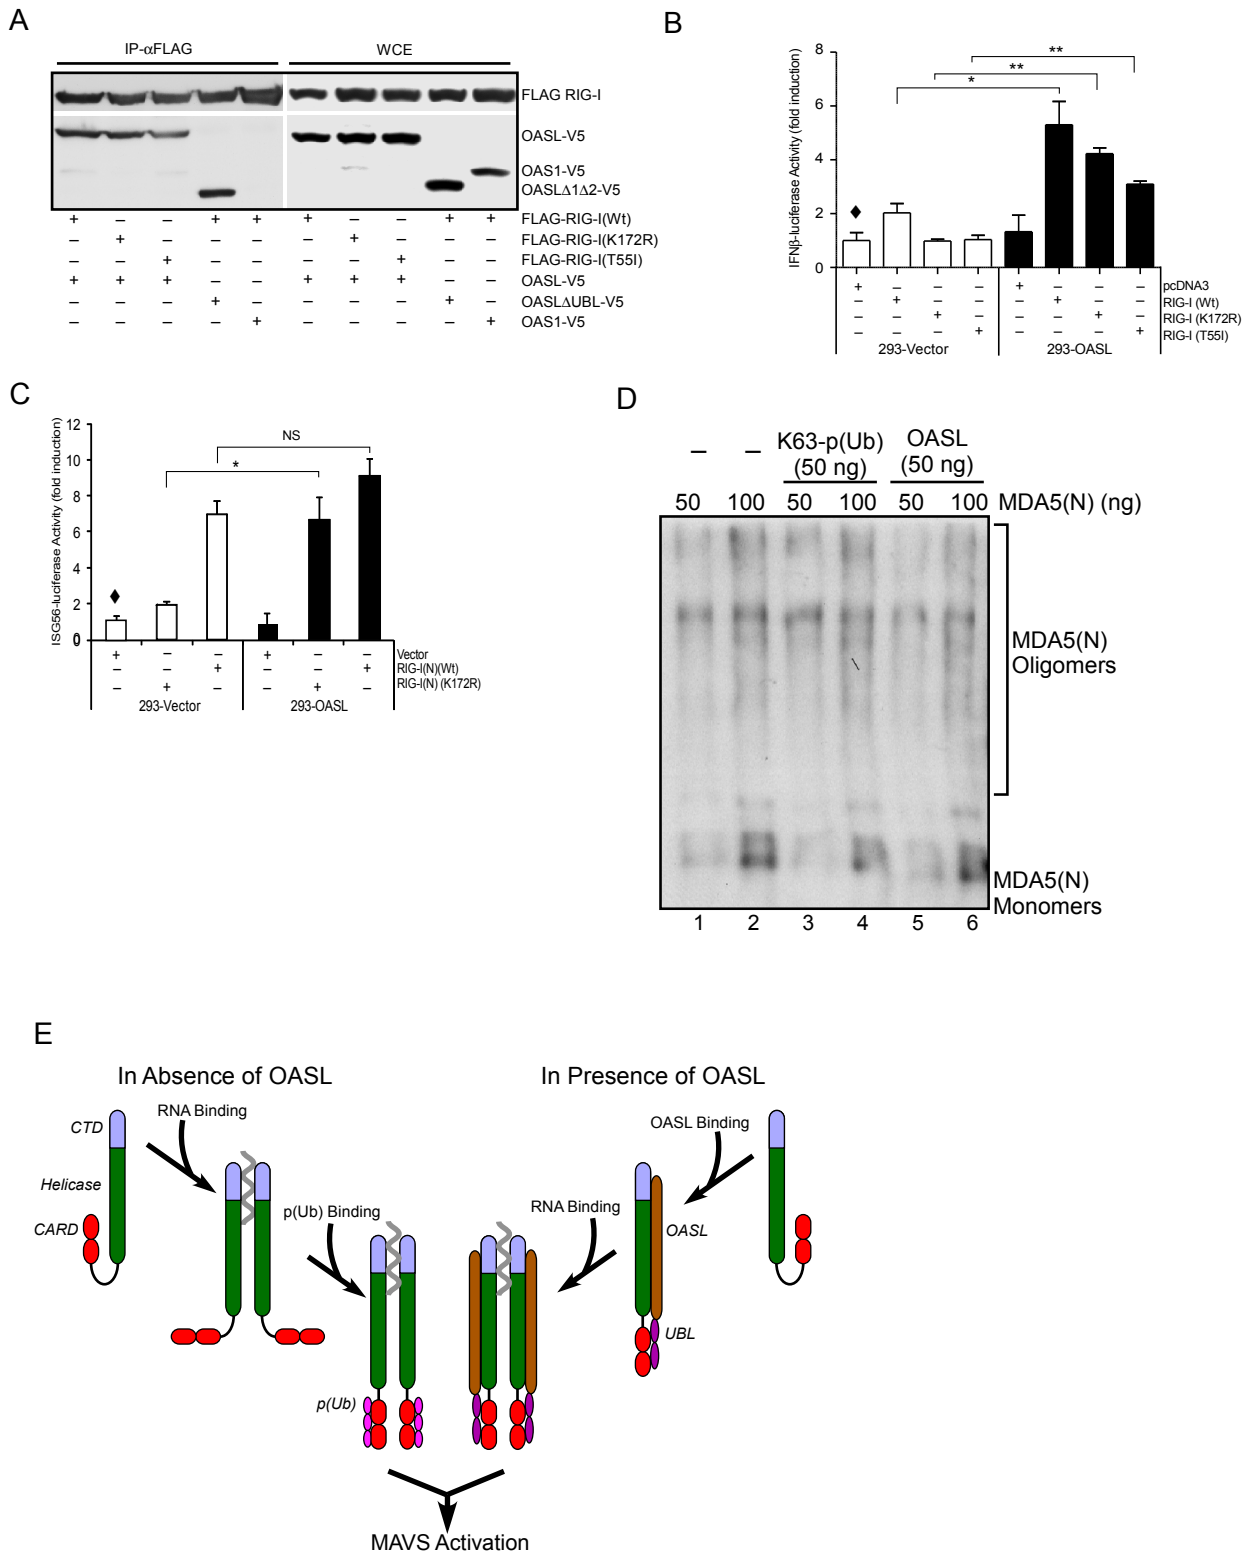 A
IP-αFLAG
WCE
FLAG RIG-I
OASL-V5
OAS1-V5
OASLΔ1Δ2-V5
+ – – + + + – – + + FLAG-RIG-I(Wt)
– + – – – – + – – – FLAG-RIG-I(K172R)
– – + – – – – + – – FLAG-RIG-I(T55I)
+ + + – – + + + – – OASL-V5
– – – + – – – – + – OASLΔUBL-V5
– – – – + – – – – + OAS1-V5
B
IFNβ-luciferase Activity (fold induction)
8
6
4
2
0
**
**
*
+ – – – + – – – pcDNA3
– + – – – + – – RIG-I (Wt)
– – + – – – + – RIG-I (K172R)
– – – + – – – + RIG-I (T55I)
293-Vector
293-OASL
C
ISG56-luciferase Activity (fold induction)
12
10
8
6
4
2
0
NS
*
+ – – + – – Vector
– – + – – + RIG-I(N)(Wt)
– + – – + – RIG-I(N) (K172R)
293-Vector
293-OASL
D
– – K63-p(Ub) OASL
(50 ng) (50 ng)
50 100 50 100 50 100 MDA5(N) (ng)
MDA5(N)
Oligomers
MDA5(N)
Monomers
1 2 3 4 5 6
E
In Absence of OASL
In Presence of OASL
CTD
Helicase
CARD
RNA Binding
p(Ub) Binding
p(Ub)
RNA Binding
OASL Binding
OASL
UBL
MAVS Activation